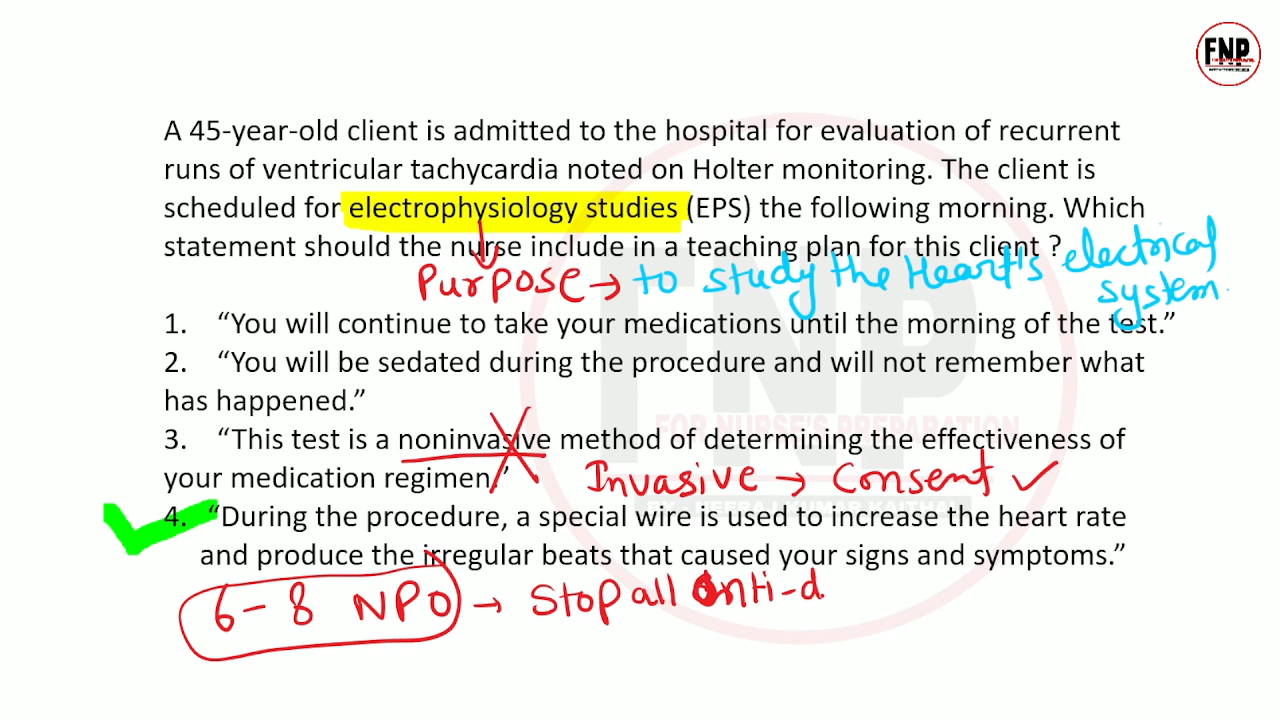 FNP
A 45-year-old client is admitted to the hospital for evaluation of recurrent
runs of ventricular tachycardia noted on Holter monitoring. The client is
scheduled for electrophysiology studies (EPS) the following morning. Which
statement should the nurse include in a teaching plan for this client ?
Purpose → to study the Heart's electrical
system.
1. “You will continue to take your medications until the morning of the test.”
2. “You will be sedated during the procedure and will not remember what
has happened.”
FOR NURSE'S PREPARATION
3. “This test is a noninvasive method of determining the effectiveness of
your medication regimen.”
Invasive → Consent ✓
4. “During the procedure, a special wire is used to increase the heart rate
and produce the irregular beats that caused your signs and symptoms.”
6-8 NPO → Stop all anti-d